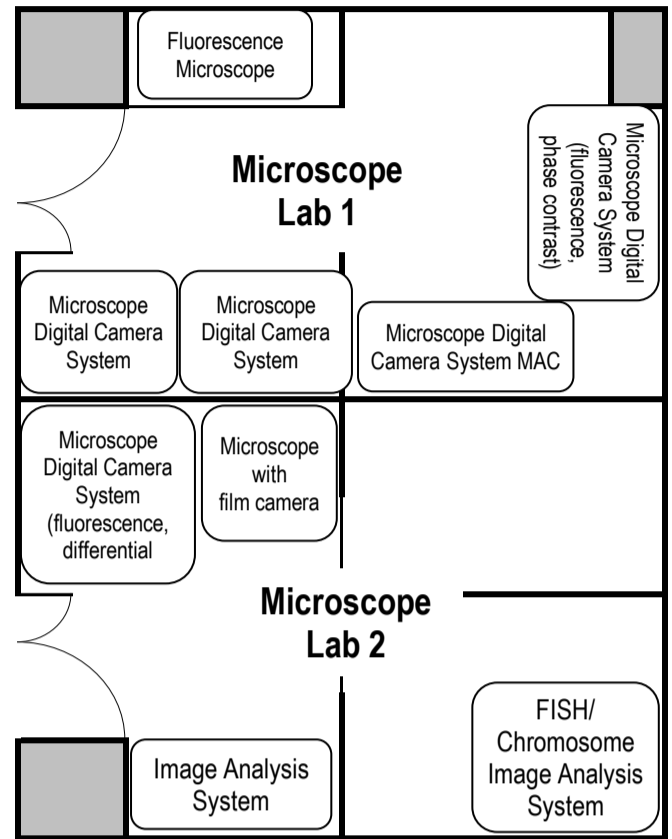 Fluorescence
Microscope
Microscope Digital
Camera System
(fluorescence,
phase contrast)
Microscope
Lab 1
Microscope
Digital Camera
System
Microscope
Digital Camera
System
Microscope Digital
Camera System MAC
Microscope
Digital Camera
System
(fluorescence,
differential
Microscope
with
film camera
Microscope
Lab 2
Image Analysis
System
FISH/
Chromosome
Image Analysis
System